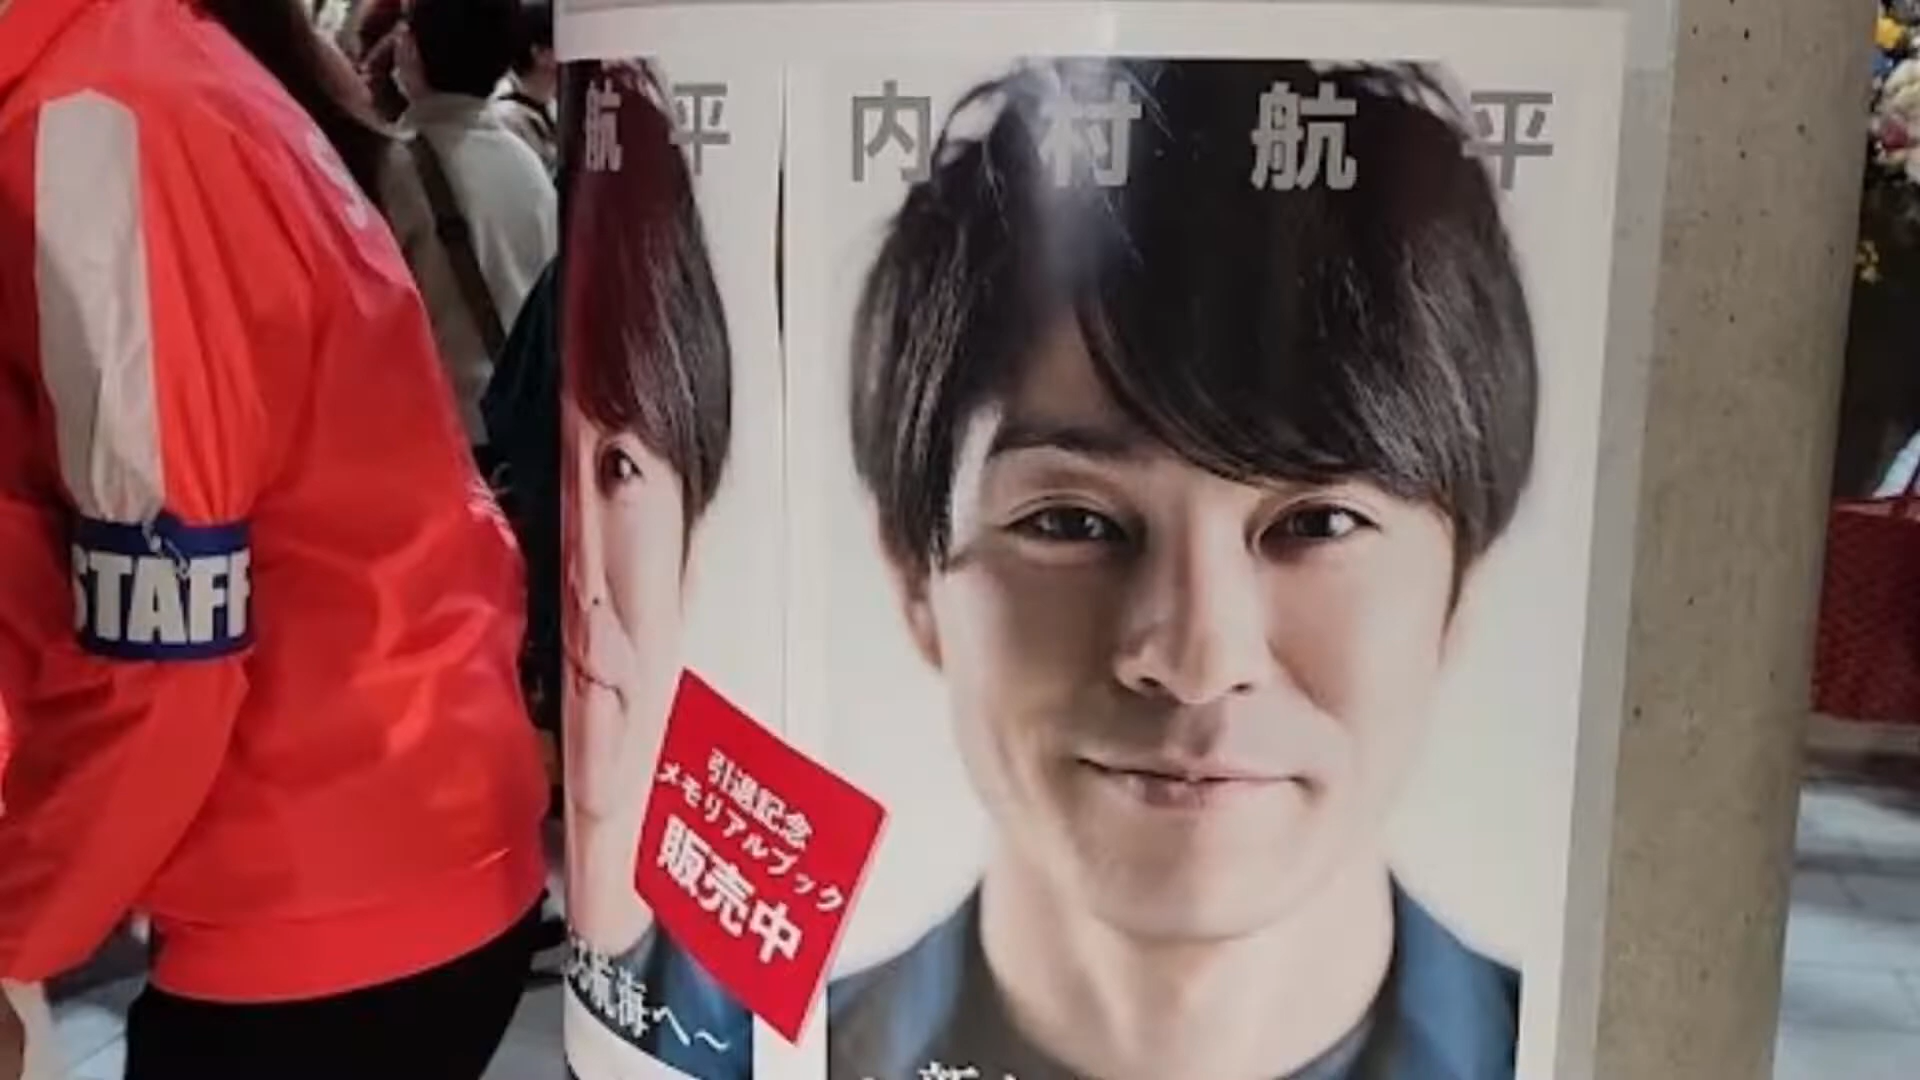 STAFF
航 平
内 村 航 平
引退記念
メモリアルブック
販売中
航海へ～